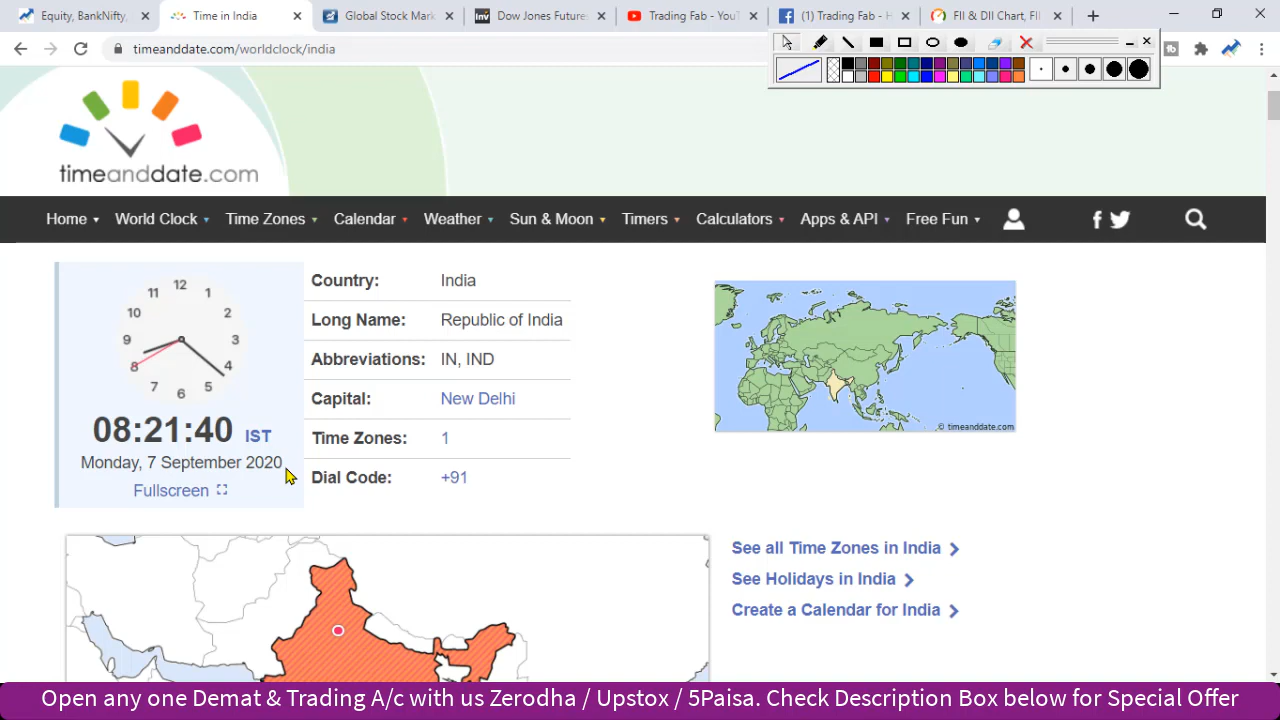 Equity, BankNifty,
Time in India
Global Stock Mark
Inv
Dow Jones Future
Trading Fab - You
(1) Trading Fab - H
FII & DII Chart, FII
timeanddate.com/worldclock/india
timeanddate.com
Home
World Clock
Time Zones
Calendar
Weather
Sun & Moon
Timers
Calculators
Apps & API
Free Fun
12
1
2
3
4
5
6
7
8
9
10
11
08:21:40 IST
Monday, 7 September 2020
Fullscreen
Country: India
Long Name: Republic of India
Abbreviations: IN, IND
Capital: New Delhi
Time Zones: 1
Dial Code: +91
© timeanddate.com
See all Time Zones in India
See Holidays in India
Create a Calendar for India
Open any one Demat & Trading A/c with us Zerodha / Upstox / 5Paisa. Check Description Box below for Special Offer